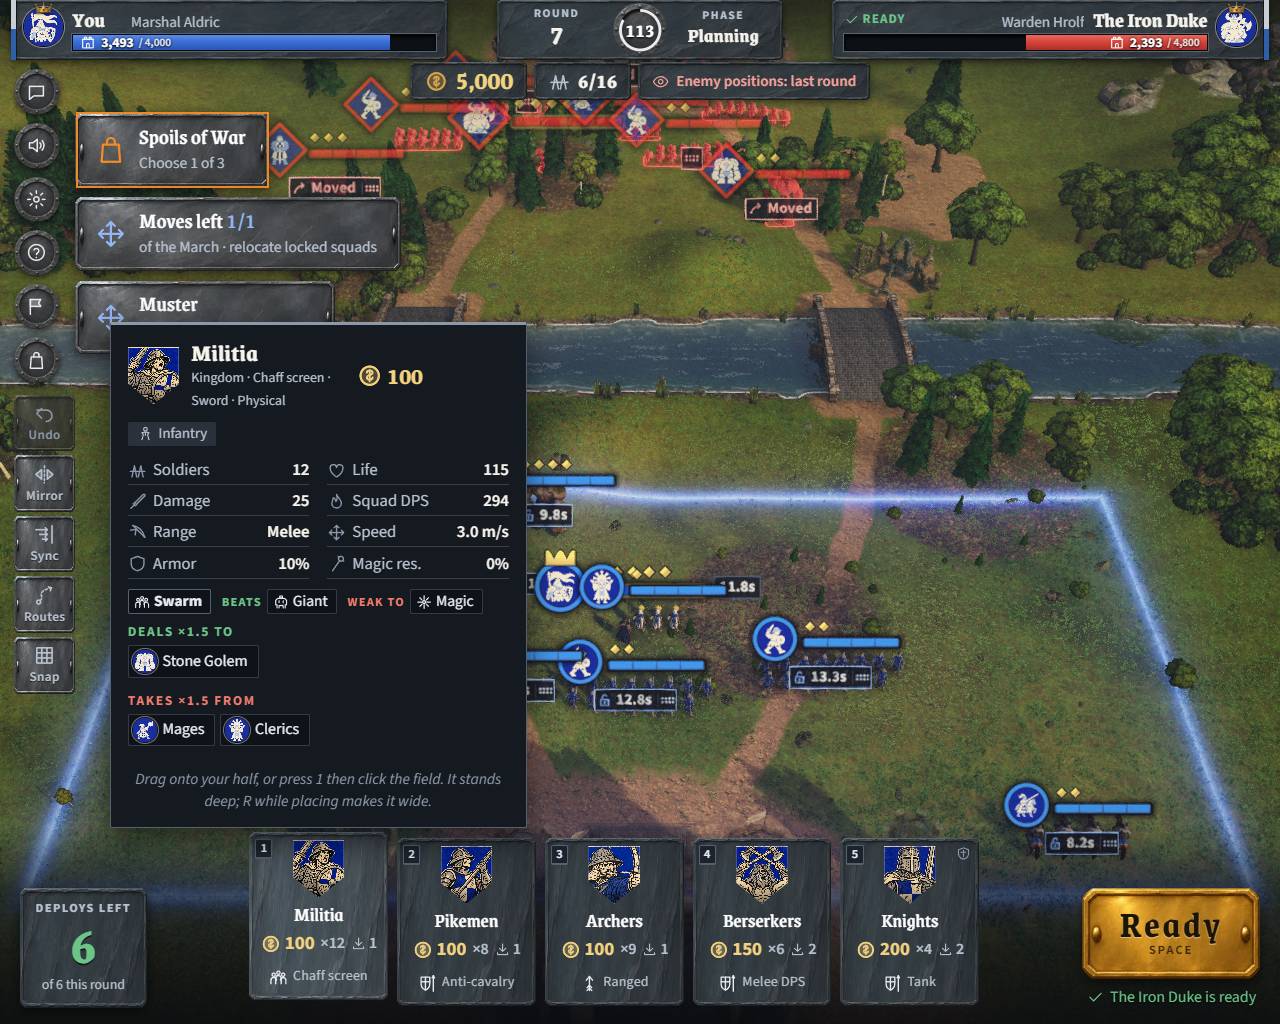 You Marshal Aldric
3,493 / 4,000
ROUND
7
113
PHASE
Planning
READY
Warden Hrolf The Iron Duke
2,393 / 4,800
5,000
6/16
Enemy positions: last round
Spoils of War
Choose 1 of 3
Moved
Moved
Moves left 1/1
of the March · relocate locked squads
Muster
Militia
Kingdom · Chaff screen ·
Sword · Physical
100
Infantry
Soldiers 12 Life 115
Damage 25 Squad DPS 294
Range Melee Speed 3.0 m/s
Armor 10% Magic res. 0%
Swarm BEATS Giant WEAK TO Magic
DEALS ×1.5 TO
Stone Golem
TAKES ×1.5 FROM
Mages Clerics
Drag onto your half, or press 1 then click the field. It stands
deep; R while placing makes it wide.
Undo
Mirror
Sync
Routes
Snap
9.8s
1.8s
13.3s
12.8s
8.2s
DEPLOYS LEFT
6
of 6 this round
1
Militia
100 ×12 1
Chaff screen
2
Pikemen
100 ×8 1
Anti-cavalry
3
Archers
100 ×9 1
Ranged
4
Berserkers
150 ×6 2
Melee DPS
5
Knights
200 ×4 2
Tank
Ready
SPACE
The Iron Duke is ready